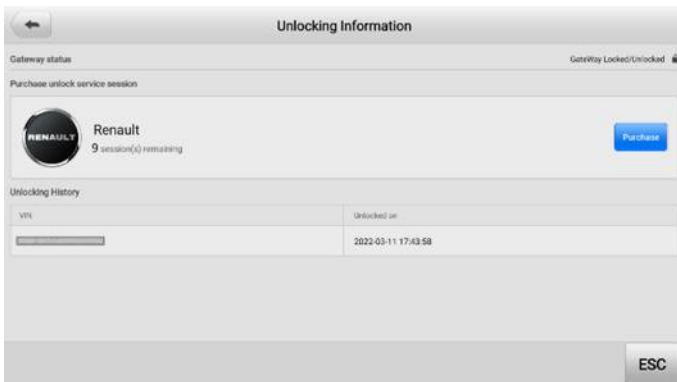 Unlocking Information
Gateway status
GateWay Locked/Unlocked
Purchase unlock service session
RENAULT
Renault
Purchase
9 session(s) remaining
Unlocking History
VIN
Unlocked on
2022-03-11 17:43:58
ESC